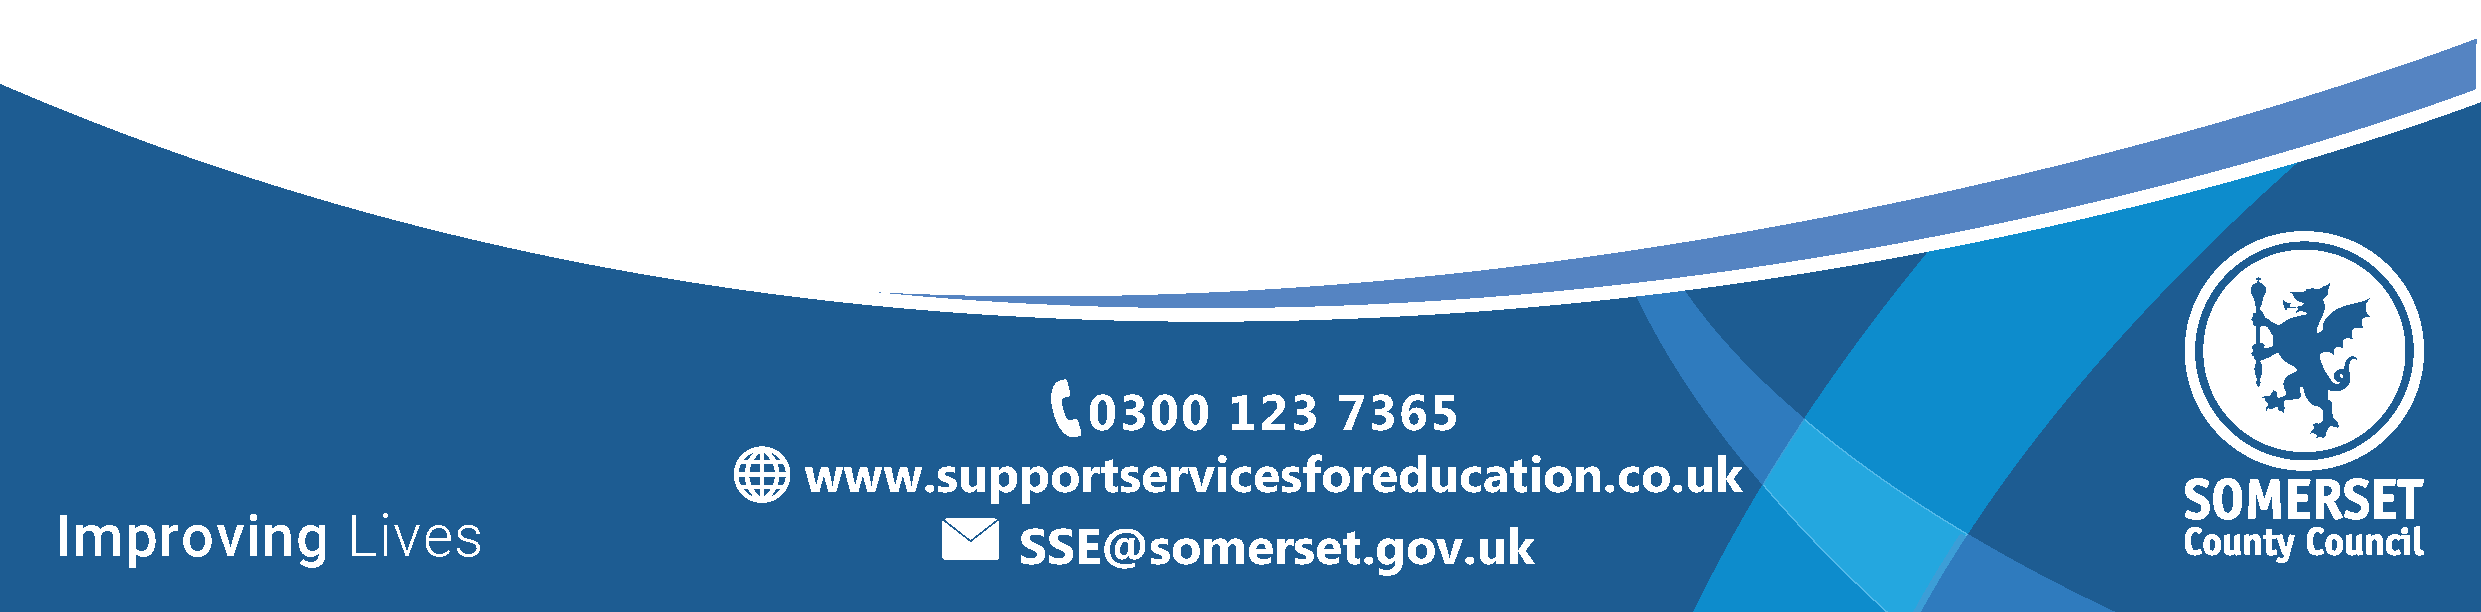 0300 123 7365
www.supportservicesforeducation.co.uk
SSE@somerset.gov.uk
Improving Lives
SOMERSET
County Council